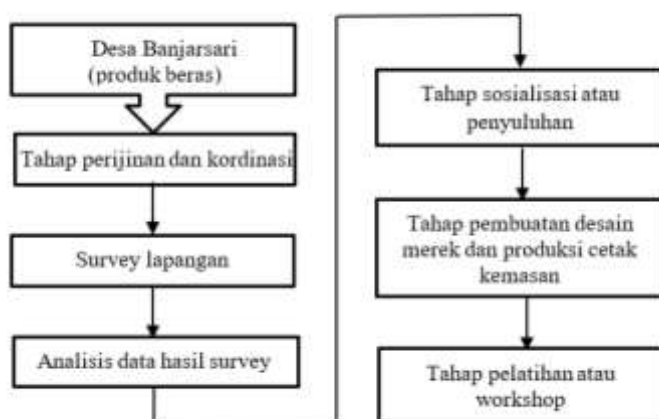 Desa Banjarsari
(produk beras)
Tahap perijinan dan kordinasi
Survey lapangan
Analisis data hasil survey
Tahap sosialisasi atau
penyuluhan
Tahap pembuatan desain
merek dan produksi cetak
kemasan
Tahap pelatihan atau
workshop